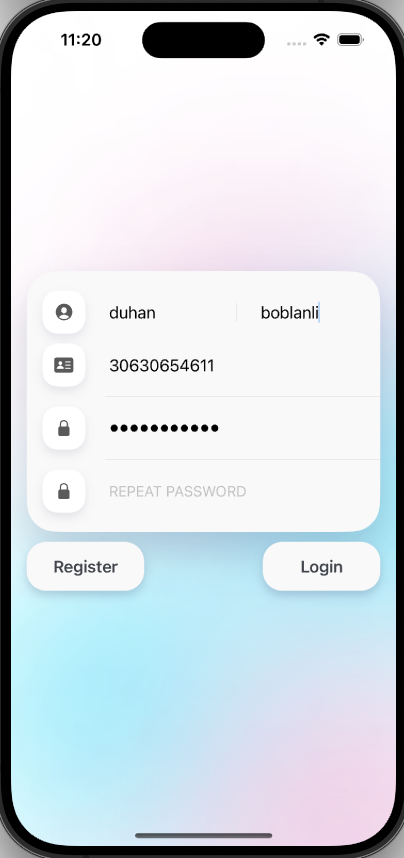 11:20
duhan boblanli
30630654611
●●●●●●●●●●●
REPEAT PASSWORD
Register Login